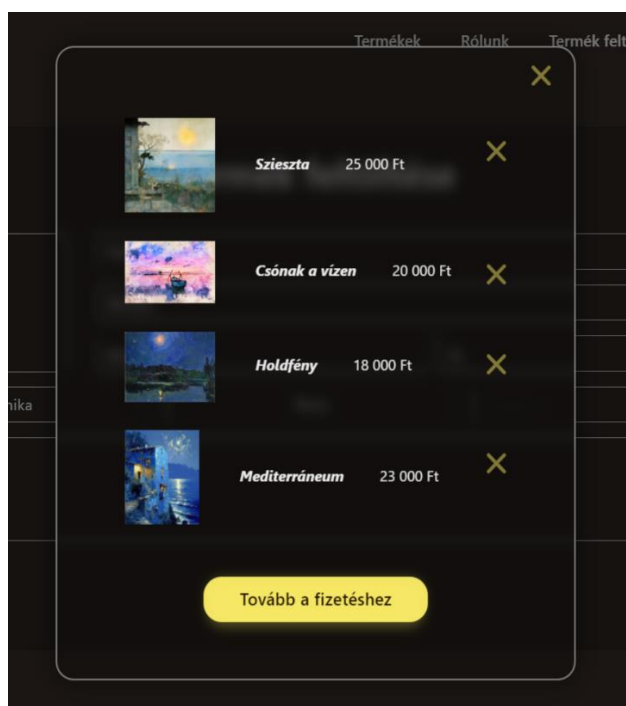 Termékek Rólunk Termék felt
Szieszta 25 000 Ft
Csónak a vízen 20 000 Ft
Holdfény 18 000 Ft
nika
Mediterráneum 23 000 Ft
Tovább a fizetéshez